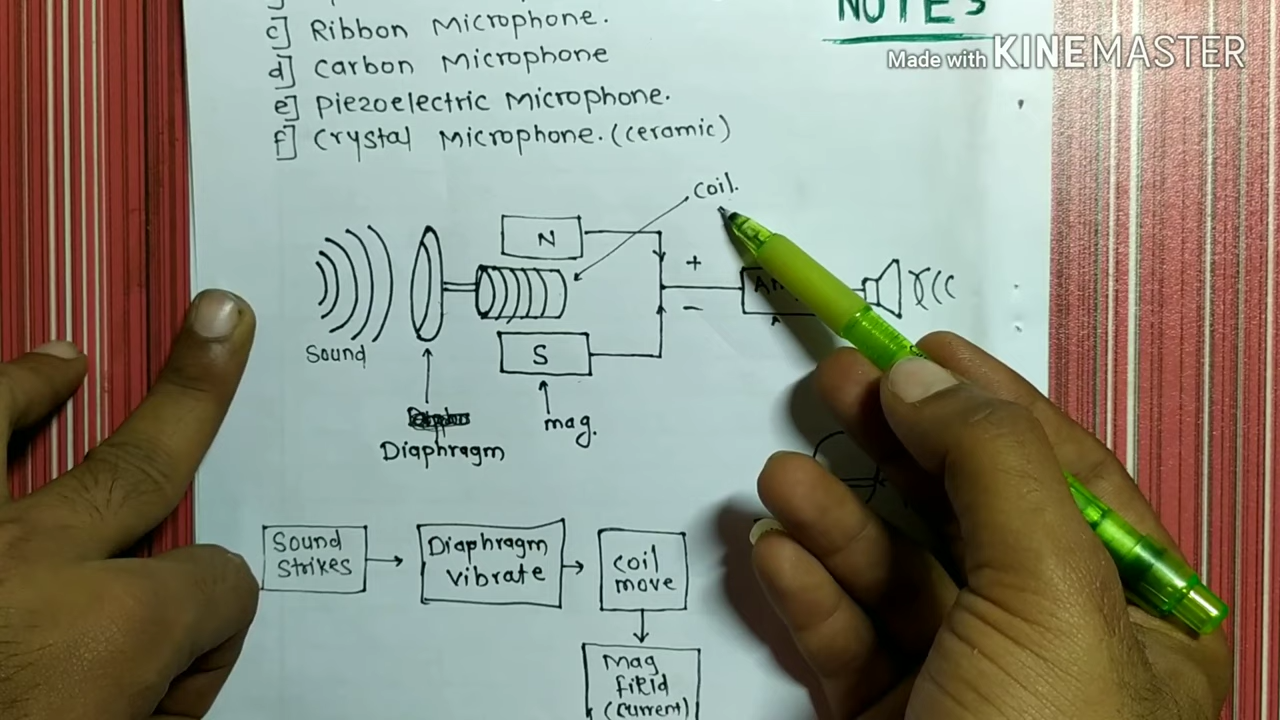 NOTES
Made with KINEMASTER
c] Ribbon Microphone.
d] Carbon Microphone
e] Piezoelectric Microphone.
f] Crystal Microphone. (ceramic)
coil.
N
+
-
S
Sound
mag.
Diaphragm
Sound
strikes
Diaphragm
vibrate
coil
move
Mag
field
(current)